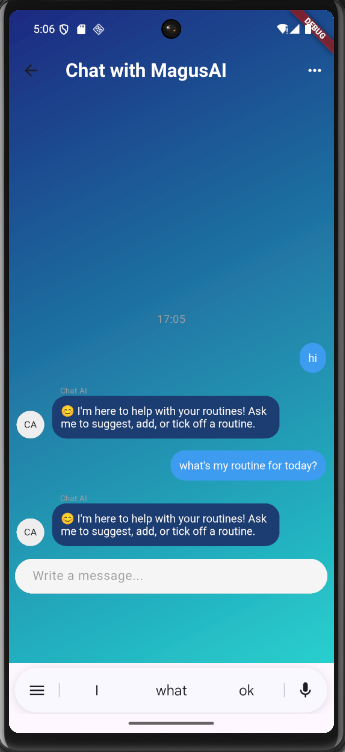 5:06
DEBUG
Chat with MagusAI
17:05
hi
Chat AI
CA
😊 I'm here to help with your routines! Ask
me to suggest, add, or tick off a routine.
what's my routine for today?
Chat AI
CA
😊 I'm here to help with your routines! Ask
me to suggest, add, or tick off a routine.
Write a message...
I what ok